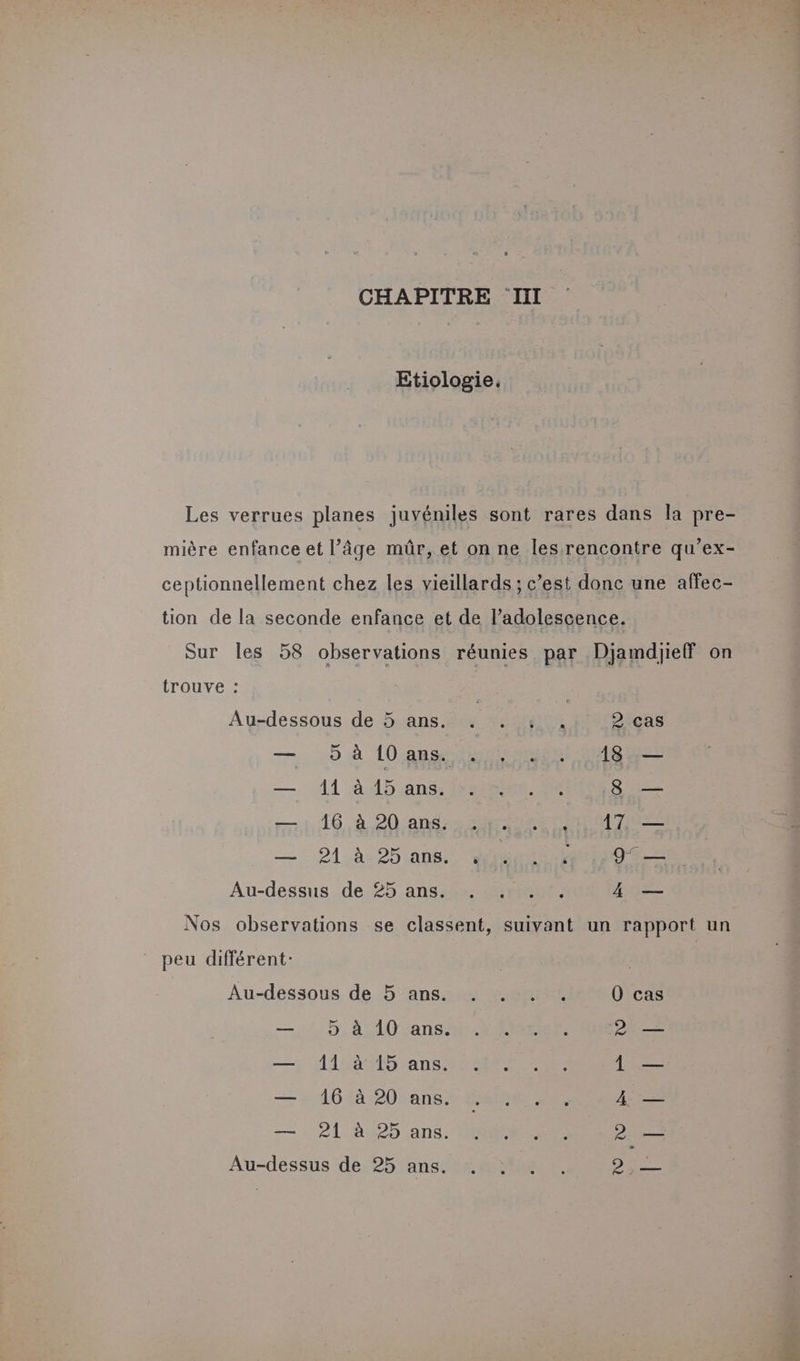 CHAPITRE III
Etiologie.
Les verrues planes juvéniles sont rares dans la pre-
mière enfance et l'âge mûr, et on ne les rencontre qu'ex-
ceptionnellement chez les vieillards ; c'est donc une affec-
tion de la seconde enfance et de l'adolescence.
Sur les 58 observations réunies par Djamdjieff on
trouve :
Au-dessous de 5 ans. . . . . 2 cas
— 5 à 10 ans. . . . . 18 —
— 11 à 15 ans. . . . . 8 —
— 16 à 20 ans. . . . . 17 —
— 21 à 25 ans. . . . . 9 —
Au-dessus de 25 ans. . . . . 4 —
Nos observations se classent, suivant un rapport un
peu différent·
Au-dessous de 5 ans. . . . . 0 cas
— 5 à 10 ans. . . . . 2 —
— 11 à 15 ans. . . . . 1 —
— 16 à 20 ans. . . . . 4 —
— 21 à 25 ans. . . . . 2 —
Au-dessus de 25 ans. . . . . 2 —